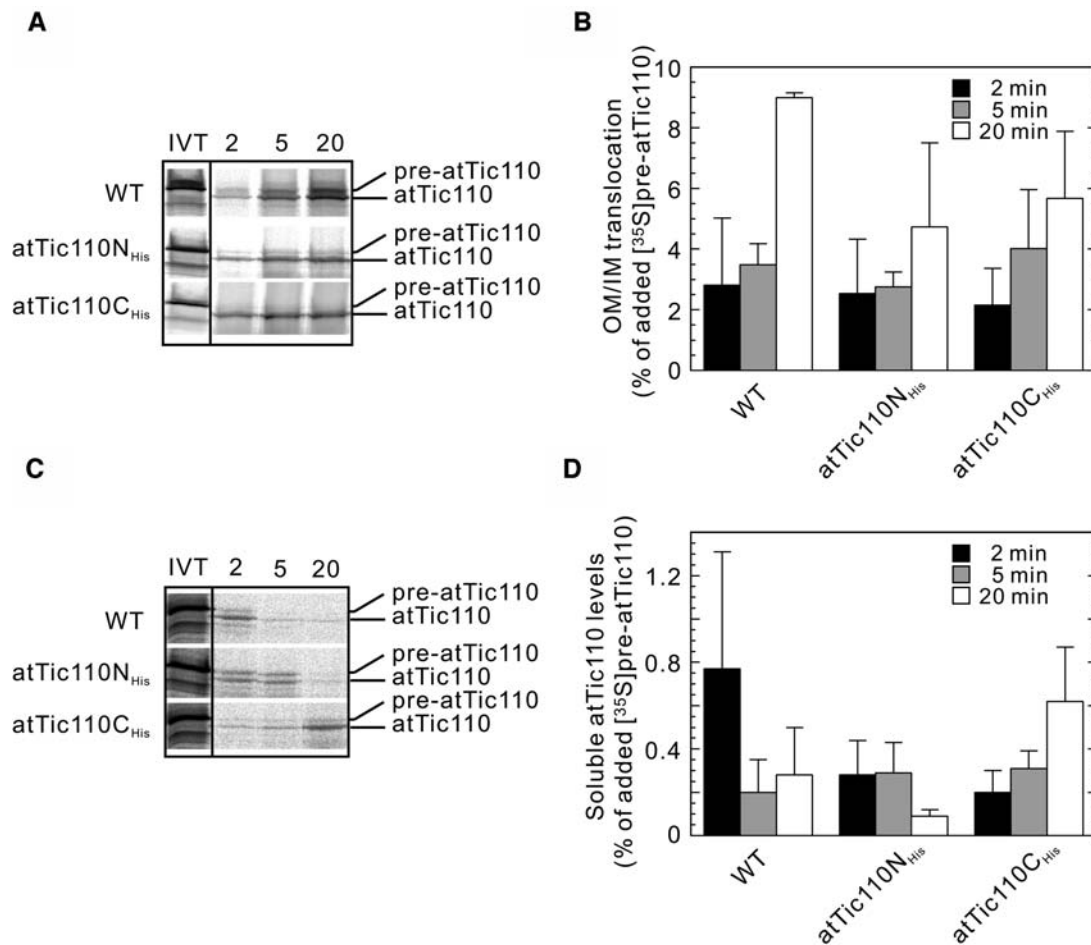 A
IVT 2 5 20
WT
pre-atTic110
atTic110
atTic110NHis
pre-atTic110
atTic110
atTic110CHis
pre-atTic110
atTic110
B
OM/IM translocation
(% of added [35S]pre-atTic110)
10
8
6
4
2
0
2 min
5 min
20 min
WT
atTic110NHis
atTic110CHis
C
IVT 2 5 20
WT
pre-atTic110
atTic110
atTic110NHis
pre-atTic110
atTic110
atTic110CHis
pre-atTic110
atTic110
D
Soluble atTic110 levels
(% of added [35S]pre-atTic110)
1.2
0.8
0.4
0
2 min
5 min
20 min
WT
atTic110NHis
atTic110CHis